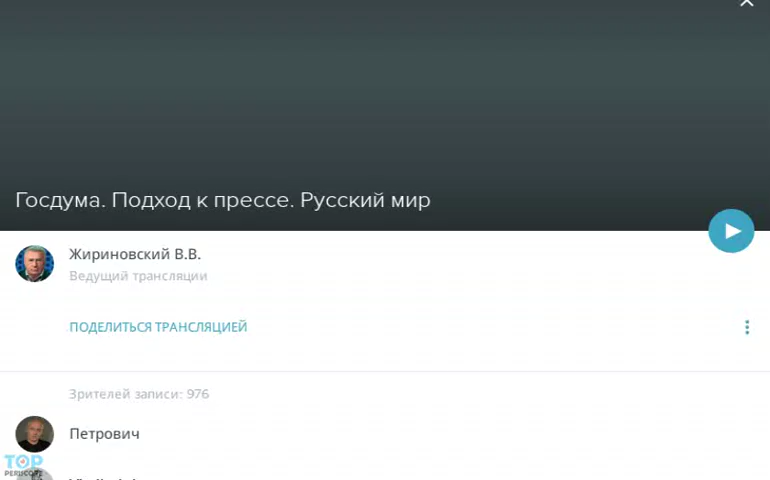 Госдума. Подход к прессе. Русский мир
Жириновский В.В.
Ведущий трансляции
ПОДЕЛИТЬСЯ ТРАНСЛЯЦИЕЙ
Зрителей записи: 976
Петрович
TOP